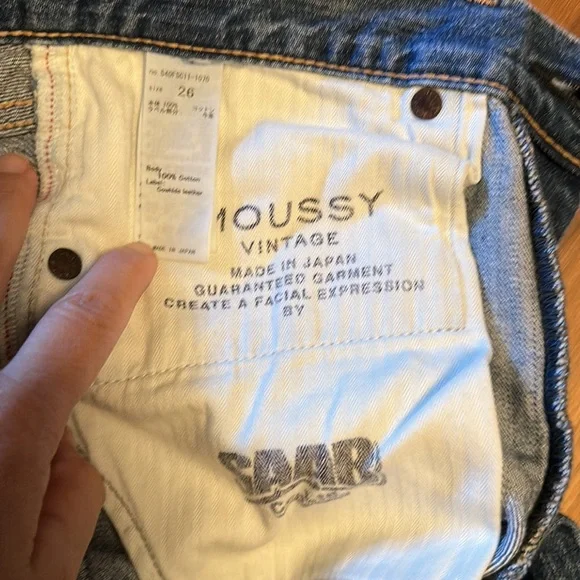 SIZE 26
Body
100% Cotton
Label:
Cowhide leather
MADE IN JAPAN
MOUSSY
VINTAGE
MADE IN JAPAN
GUARANTEED GARMENT
CREATE A FACIAL EXPRESSION
BY
SAAB